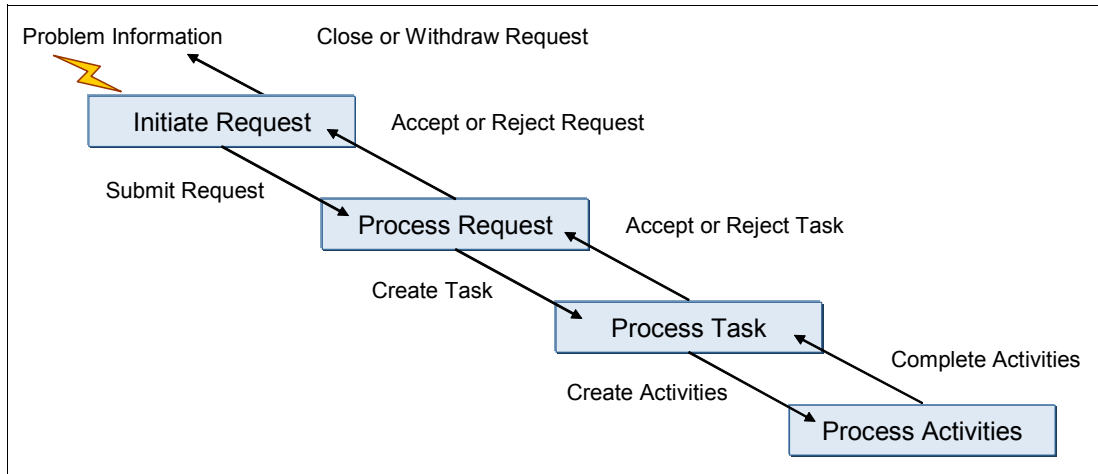 Problem Information
Close or Withdraw Request
Initiate Request
Accept or Reject Request
Submit Request
Process Request
Accept or Reject Task
Create Task
Process Task
Complete Activities
Create Activities
Process Activities